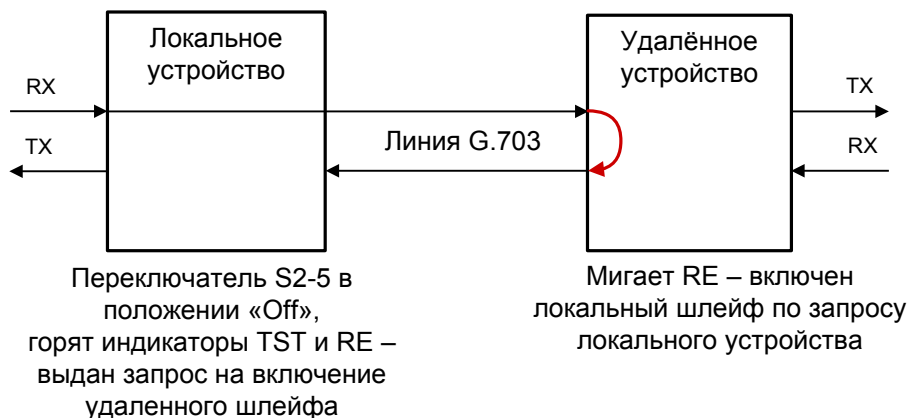 Локальное
устройство
Удалённое
устройство
RX
TX
TX
Линия G.703
RX
Переключатель S2-5 в
положении «Off»,
горят индикаторы TST и RE –
выдан запрос на включение
удаленного шлейфа
Мигает RE – включен
локальный шлейф по запросу
локального устройства